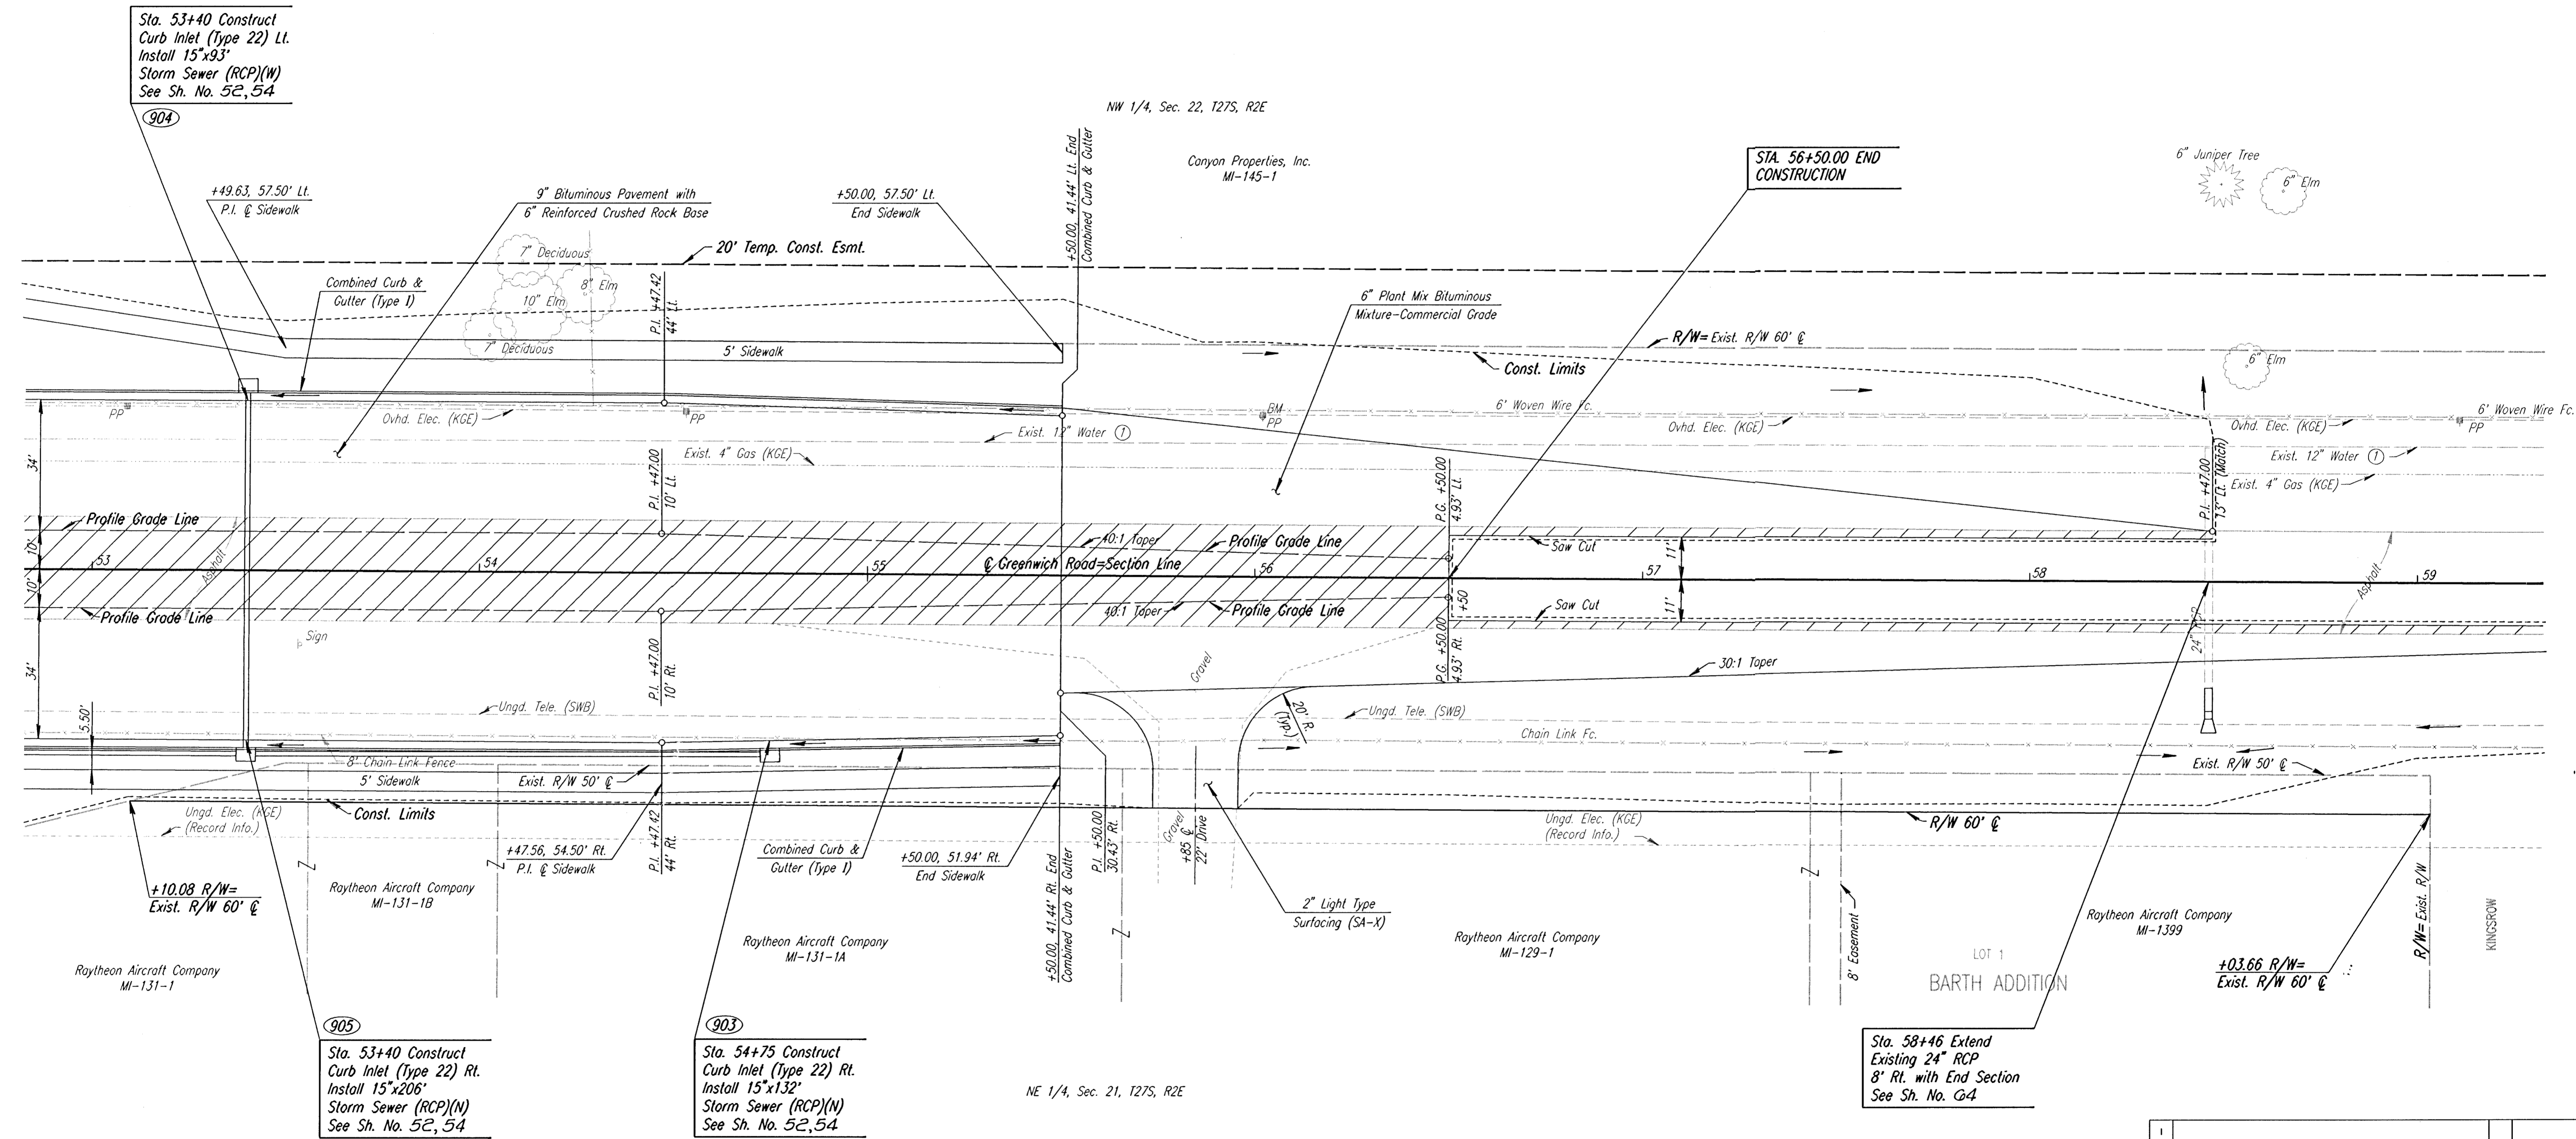 Sta. 53+40 Construct
Curb Inlet (Type 22) Lt.
Install 15"x93'
Storm Sewer (RCP)(W)
See Sh. No. 52,54
904
NW 1/4, Sec. 22, T27S, R2E
Canyon Properties, Inc.
MI-145-1
STA. 56+50.00 END
CONSTRUCTION
6" Juniper Tree
6" Elm
+49.63, 57.50' Lt.
P.I. ℄ Sidewalk
9" Bituminous Pavement with
6" Reinforced Crushed Rock Base
+50.00, 57.50' Lt.
End Sidewalk
+50.00, 41.44' Lt. End
Combined Curb & Gutter
7" Deciduous
20' Temp. Const. Esmt.
Combined Curb &
Gutter (Type I)
8" Elm
10" Elm
7" Deciduous
P.I. +47.42
44' Lt.
6" Plant Mix Bituminous
Mixture-Commercial Grade
5' Sidewalk
R/W= Exist. R/W 60' ℄
Const. Limits
6" Elm
PP
Ovhd. Elec. (KGE)
PP
BM
PP
6' Woven Wire Fc.
Ovhd. Elec. (KGE)
Ovhd. Elec. (KGE)
6' Woven Wire Fc.
PP
Exist. 12" Water 1
Exist. 4" Gas (KGE)
Exist. 12" Water 1
Exist. 4" Gas (KGE)
34'
P.I. +47.00
10' Lt.
P.G. +50.00
4.93' Lt.
P.I. +47.00
13' Lt. (Match)
Profile Grade Line
Asphalt
10'
10'
53
54
55
56
57
58
59
40:1 Taper
Profile Grade Line
℄ Greenwich Road=Section Line
Saw Cut
11'
11'
Saw Cut
+50
Profile Grade Line
40:1 Taper
Profile Grade Line
Asphalt
24" RCP
Sign
34'
P.I. +47.00
10' Rt.
P.G. +50.00
4.93' Rt.
Gravel
30:1 Taper
20' R.
(Typ.)
5.50'
Ungd. Tele. (SWB)
Ungd. Tele. (SWB)
Chain Link Fc.
8' Chain Link Fence
5' Sidewalk
Exist. R/W 50' ℄
Exist. R/W 50' ℄
Const. Limits
Ungd. Elec. (KGE)
(Record Info.)
Ungd. Elec. (KGE)
(Record Info.)
R/W 60' ℄
+47.56, 54.50' Rt.
P.I. ℄ Sidewalk
P.I. +47.42
44' Rt.
Combined Curb &
Gutter (Type I)
+50.00, 51.94' Rt.
End Sidewalk
+50.00, 41.44' Rt. End
Combined Curb & Gutter
P.I. +50.00
30.43' Rt.
Gravel
+85 ℄
22' Drive
+10.08 R/W=
Exist. R/W 60' ℄
Raytheon Aircraft Company
MI-131-1B
2" Light Type
Surfacing (SA-X)
Raytheon Aircraft Company
MI-131-1A
Raytheon Aircraft Company
MI-129-1
8' Easement
Raytheon Aircraft Company
MI-1399
R/W= Exist. R/W
KINGSROW
LOT 1
BARTH ADDITION
+03.66 R/W=
Exist. R/W 60' ℄
Raytheon Aircraft Company
MI-131-1
905
Sta. 53+40 Construct
Curb Inlet (Type 22) Rt.
Install 15"x206'
Storm Sewer (RCP)(N)
See Sh. No. 52,54
903
Sta. 54+75 Construct
Curb Inlet (Type 22) Rt.
Install 15"x132'
Storm Sewer (RCP)(N)
See Sh. No. 52,54
NE 1/4, Sec. 21, T27S, R2E
Sta. 58+46 Extend
Existing 24" RCP
8' Rt. with End Section
See Sh. No. 64